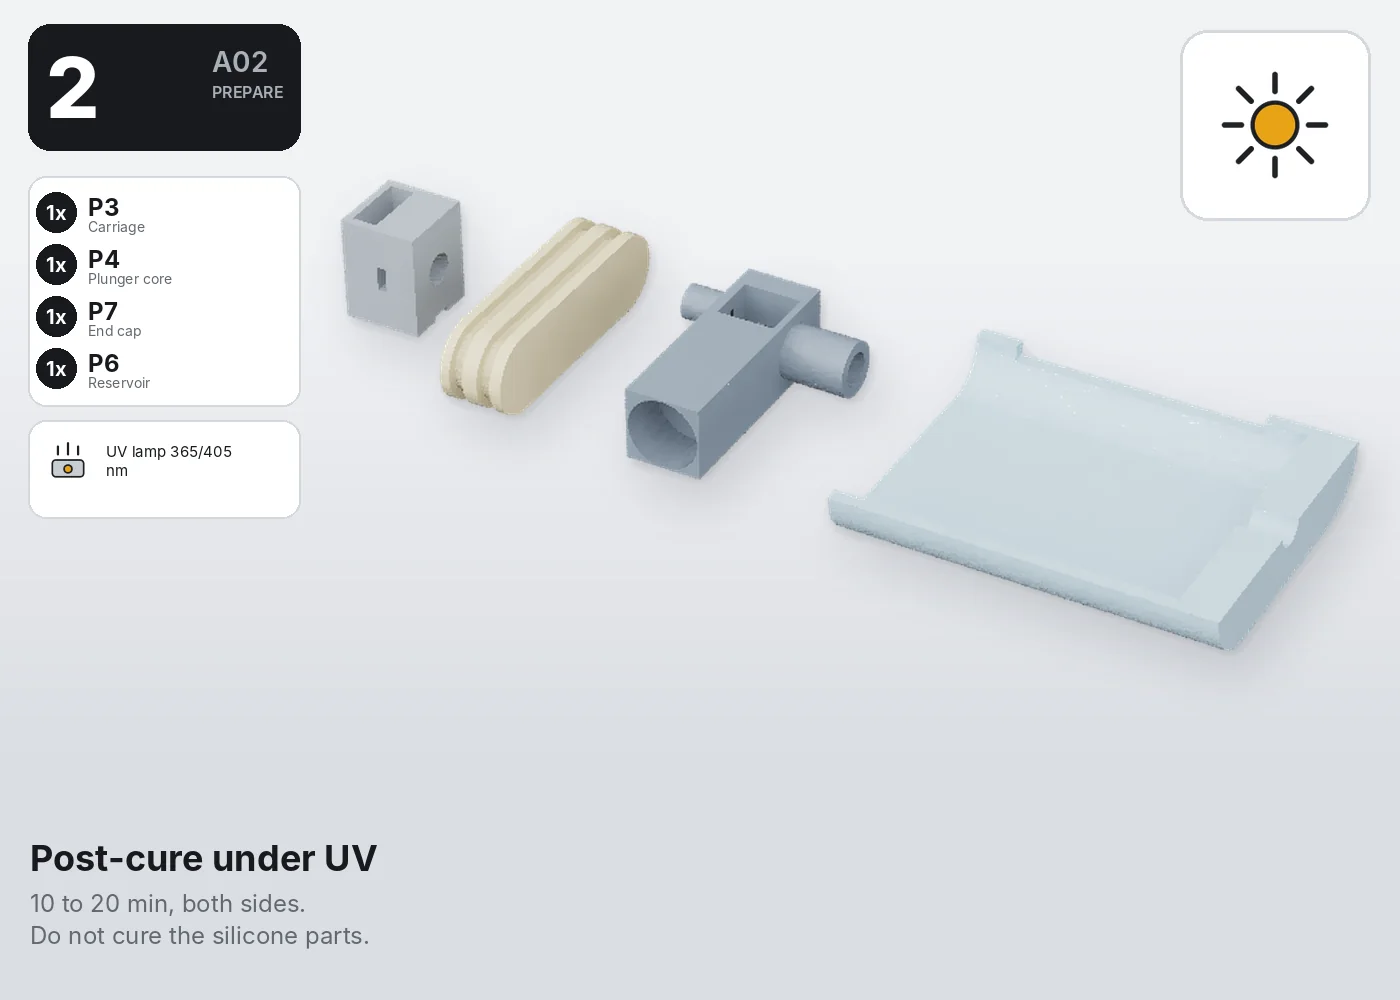 2
A02
PREPARE
1x P3
Carriage
1x P4
Plunger core
1x P7
End cap
1x P6
Reservoir
UV lamp 365/405
nm
Post-cure under UV
10 to 20 min, both sides.
Do not cure the silicone parts.